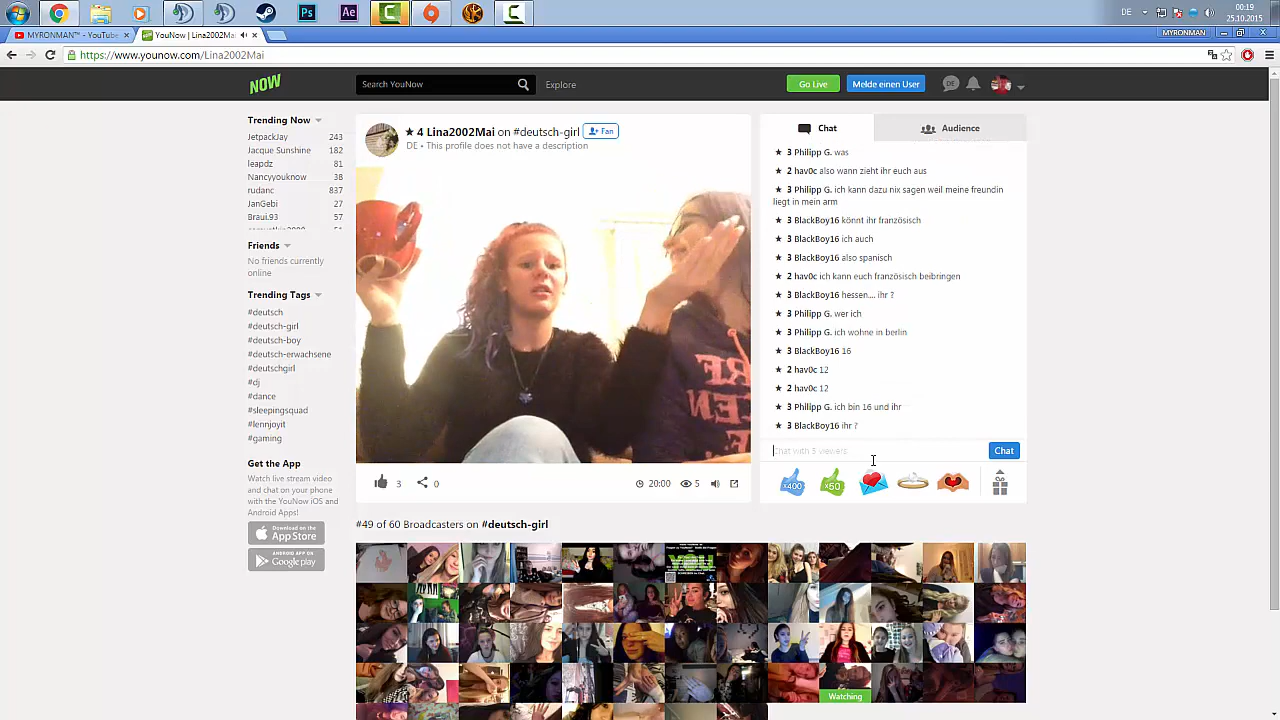 DE
00:19
25.10.2015
MYRONMAN™ - YouTube
YouNow | Lina2002Mai
MYRONMAN
https://www.younow.com/Lina2002Mai
NOW
Search YouNow
Explore
Go Live
Melde einen User
DE
Trending Now
JetpackJay 243
Jacque Sunshine 182
leapdz 81
Nancyyouknow 38
rudanc 837
JanGebi 27
Braui.93 57
Friends
No friends currently
online
Trending Tags
#deutsch
#deutsch-girl
#deutsch-boy
#deutsch-erwachsene
#deutschgirl
#dj
#dance
#sleepingsquad
#lennjoyit
#gaming
Get the App
Watch live stream video
and chat on your phone
with the YouNow iOS and
Android Apps!
Download on the
App Store
ANDROID APP ON
Google play
★ 4 Lina2002Mai on #deutsch-girl
Fan
DE • This profile does not have a description
3
0
20:00
5
Chat
Audience
★ 3 Philipp G. was
★ 2 hav0c also wann zieht ihr euch aus
★ 3 Philipp G. ich kann dazu nix sagen weil meine freundin
liegt in mein arm
★ 3 BlackBoy16 könnt ihr französisch
★ 3 BlackBoy16 ich auch
★ 3 BlackBoy16 also spanisch
★ 2 hav0c ich kann euch französich beibringen
★ 3 BlackBoy16 hessen.... ihr ?
★ 3 Philipp G. wer ich
★ 3 Philipp G. ich wohne in berlin
★ 3 BlackBoy16 16
★ 2 hav0c 12
★ 2 hav0c 12
★ 3 Philipp G. ich bin 16 und ihr
★ 3 BlackBoy16 ihr ?
Chat with 5 viewers
Chat
x400
x50
#49 of 60 Broadcasters on #deutsch-girl
Watching